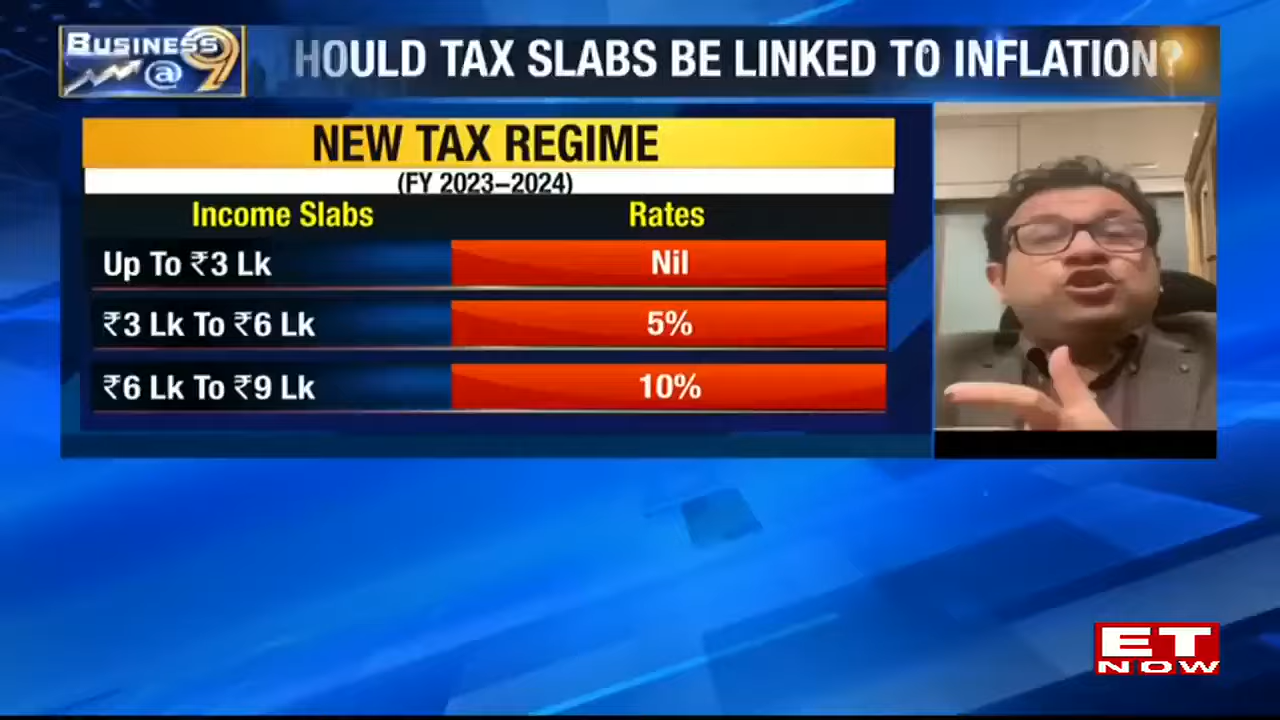 BUSINESS
@9
HOULD TAX SLABS BE LINKED TO INFLATION?
NEW TAX REGIME
(FY 2023–2024)
Income Slabs Rates
Up To ₹3 Lk Nil
₹3 Lk To ₹6 Lk 5%
₹6 Lk To ₹9 Lk 10%
ET
NOW